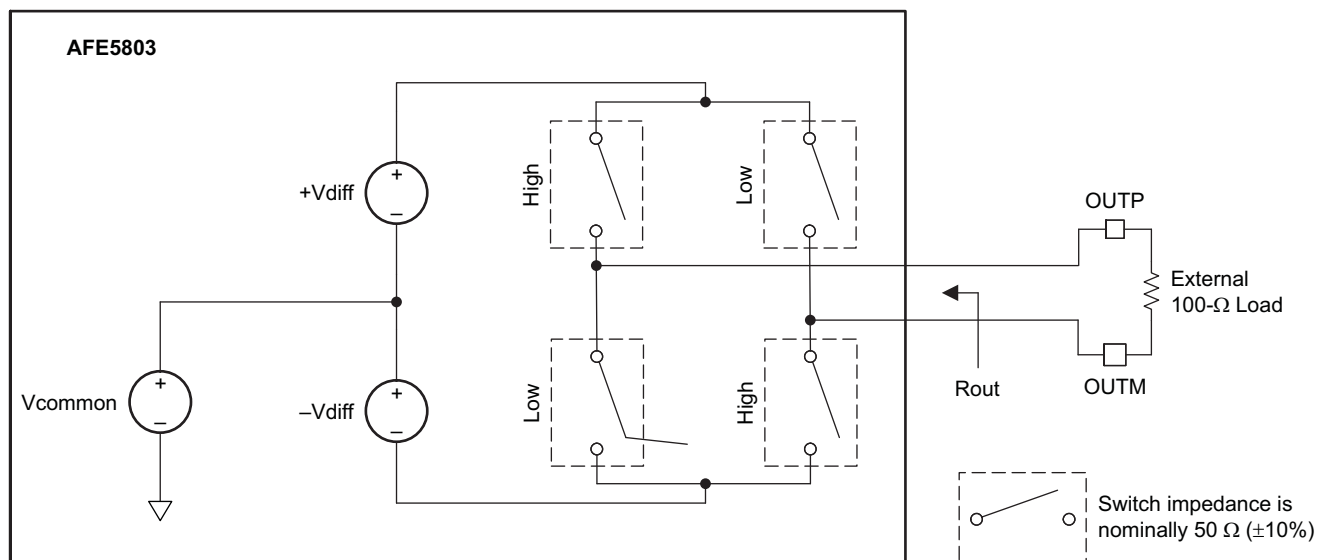 AFE5803
+Vdiff
High
Low
OUTP
External
100-Ω Load
Vcommon
–Vdiff
Low
High
Rout
OUTM
Switch impedance is
nominally 50 Ω (±10%)
+
–
+
–
+
–